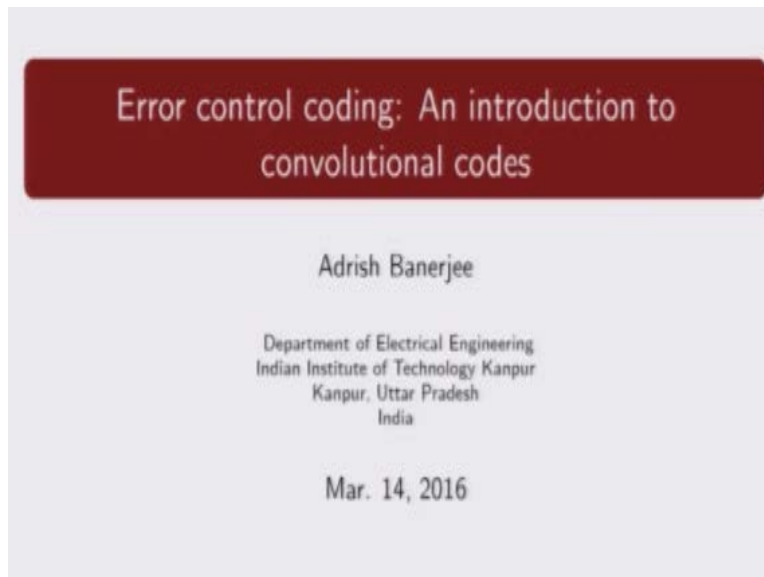 Error control coding: An introduction to
convolutional codes
Adrish Banerjee
Department of Electrical Engineering
Indian Institute of Technology Kanpur
Kanpur, Uttar Pradesh
India
Mar. 14, 2016